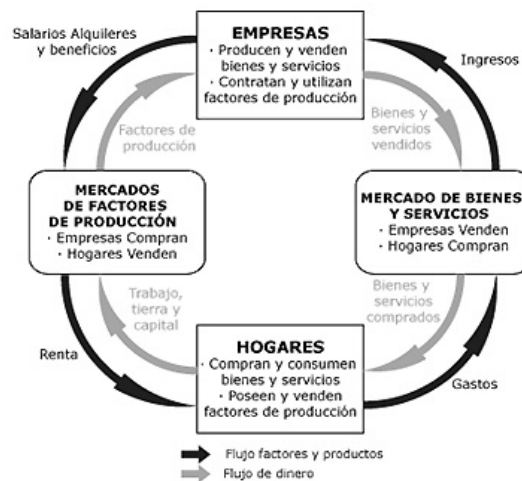 Salarios Alquileres
y beneficios
EMPRESAS
· Producen y venden
bienes y servicios
· Contratan y utilizan
factores de producción
Ingresos
Factores de
producción
Bienes y
servicios
vendidos
MERCADOS
DE FACTORES
DE PRODUCCIÓN
· Empresas Compran
· Hogares Venden
MERCADO DE BIENES
Y SERVICIOS
· Empresas Venden
· Hogares Compran
Trabajo,
tierra y
capital
Bienes y
servicios
comprados
Renta
HOGARES
· Compran y consumen
bienes y servicios
· Poseen y venden
factores de producción
Gastos
Flujo factores y productos
Flujo de dinero